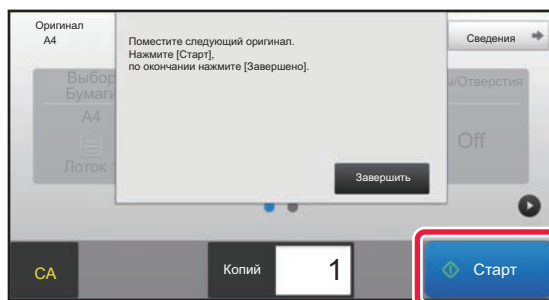 Оригинал
A4
Поместите следующий оригинал.
Нажмите [Старт],
по окончании нажмите [Завершено].
Сведения
Выбор
Бумаги
A4
Лоток
/Отверстия
Off
Завершить
CA
Копий
1
Старт